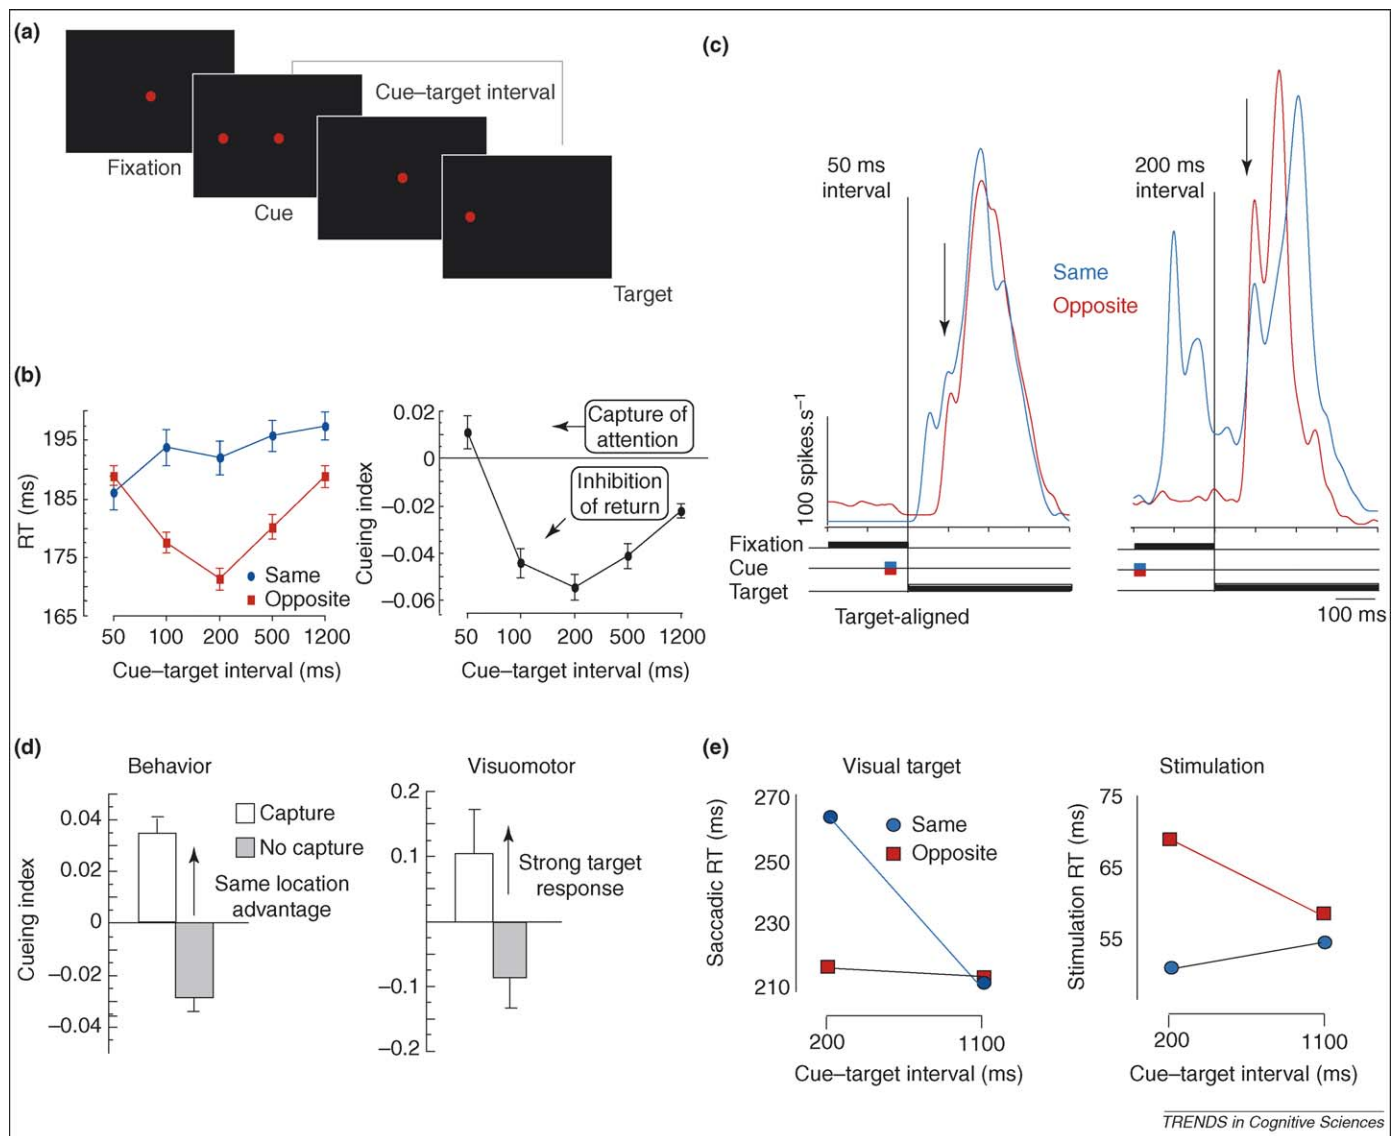 (a)
Fixation
Cue
Cue–target interval
Target
(b)
RT (ms)
195
185
175
165
Same
Opposite
50 100 200 500 1200
Cue–target interval (ms)
Cueing index
0.02
0
–0.02
–0.04
–0.06
Capture of
attention
Inhibition
of return
50 100 200 500 1200
Cue–target interval (ms)
(c)
50 ms
interval
200 ms
interval
Same
Opposite
100 spikes.s⁻¹
Fixation
Cue
Target
Target-aligned
100 ms
(d)
Behavior
Cueing index
0.04
0.02
0
–0.02
–0.04
Capture
No capture
Same location
advantage
Visuomotor
0.2
0.1
–0.1
–0.2
Strong target
response
(e)
Visual target
Saccadic RT (ms)
270
250
230
210
Same
Opposite
200 1100
Cue–target interval (ms)
Stimulation
Stimulation RT (ms)
75
65
55
200 1100
Cue–target interval (ms)
TRENDS in Cognitive Sciences